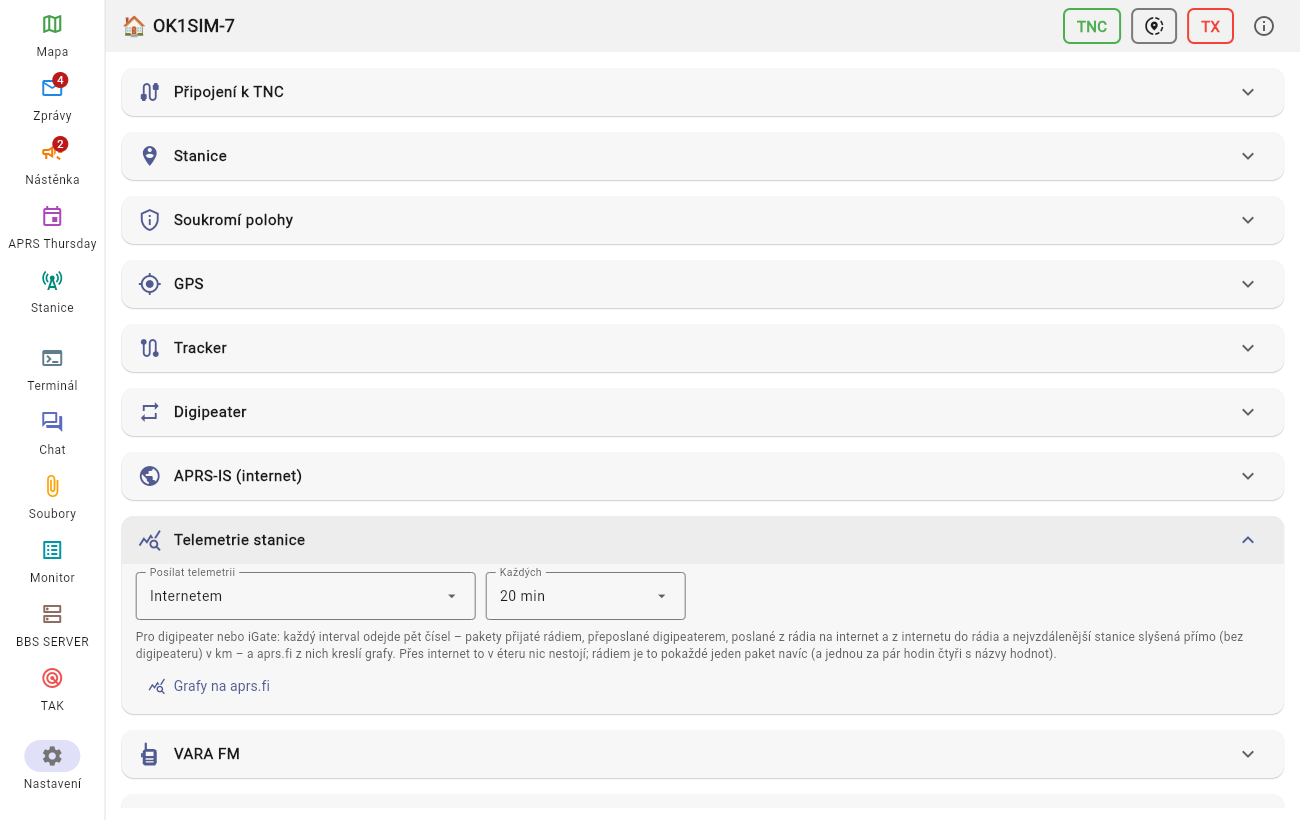 OK1SIM-7
TNC
TX
Mapa
4
Zprávy
2
Nástěnka
APRS Thursday
Stanice
Terminál
Chat
Soubory
Monitor
BBS SERVER
TAK
Nastavení
Připojení k TNC
Stanice
Soukromí polohy
GPS
Tracker
Digipeater
APRS-IS (internet)
Telemetrie stanice
Posílat telemetrii
Internetem
Každých
20 min
Pro digipeater nebo iGate: každý interval odejde pět čísel – pakety přijaté rádiem, přeposlané digipeaterem, poslané z rádia na internet a z internetu do rádia a nejvzdálenější stanice slyšená přímo (bez
digipeateru) v km – a aprs.fi z nich kreslí grafy. Přes internet to v éteru nic nestojí; rádiem je to pokaždé jeden paket navíc (a jednou za pár hodin čtyři s názvy hodnot).
Grafy na aprs.fi
VARA FM